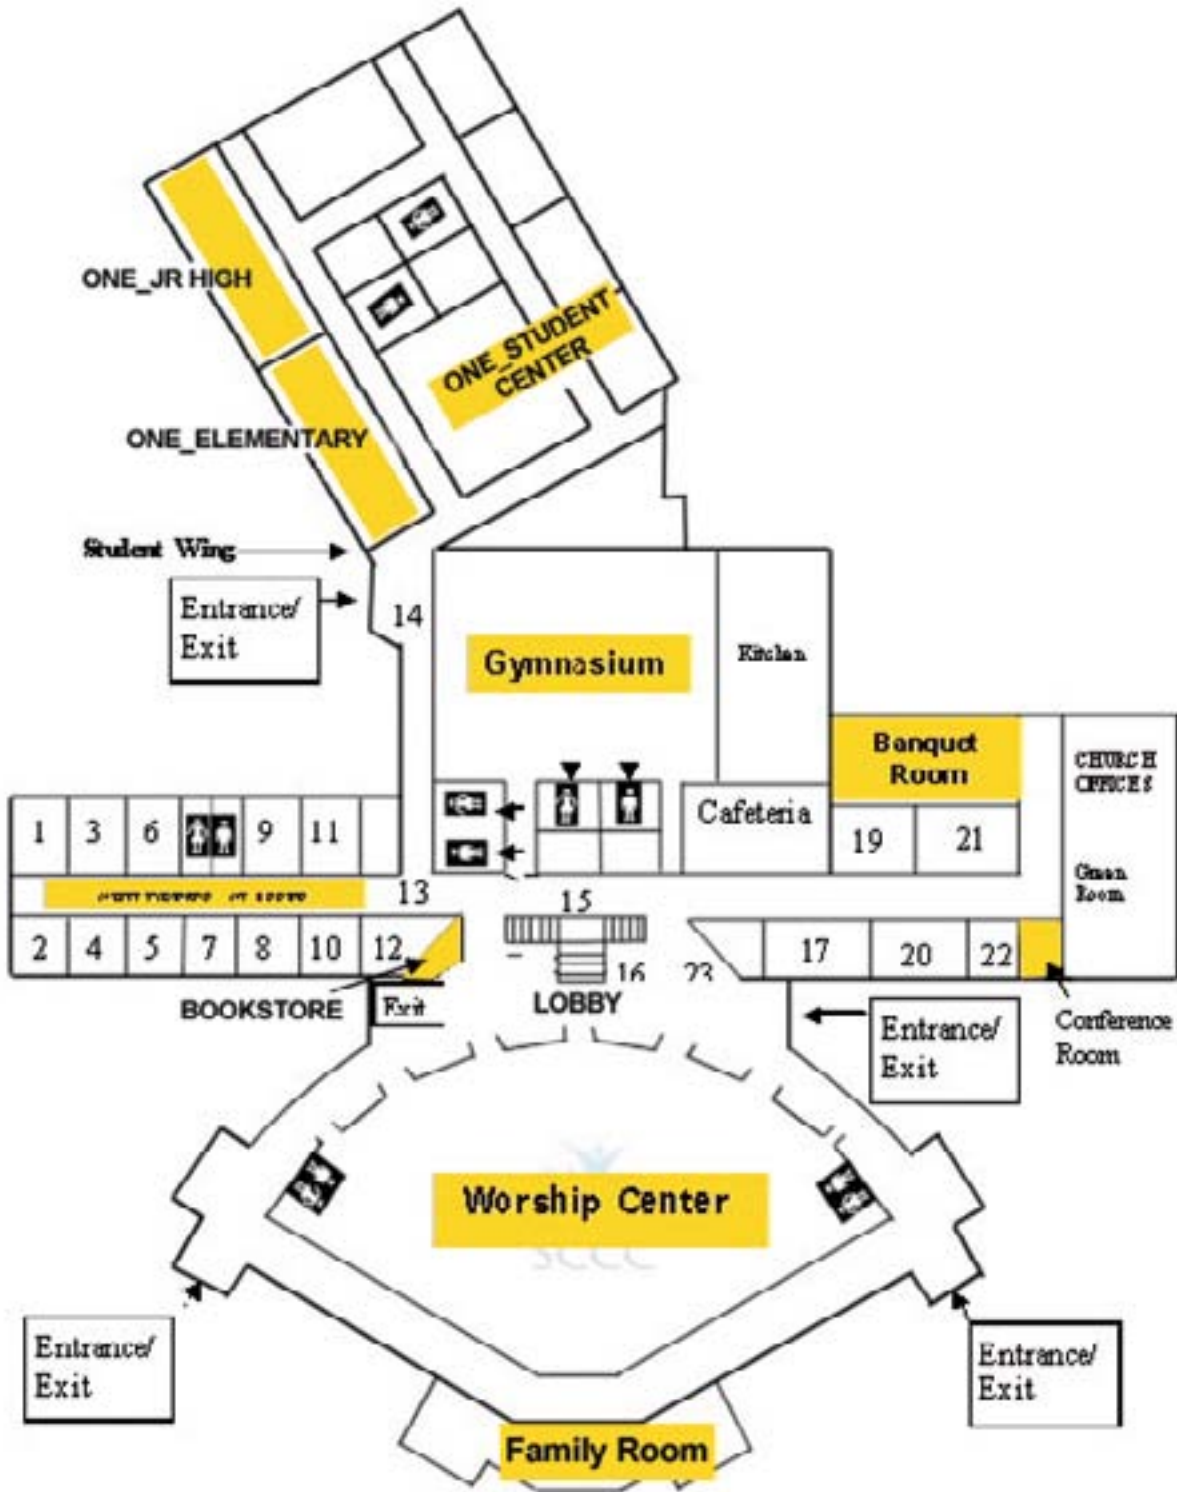 ONE_JR HIGH
ONE_STUDENT
CENTER
ONE_ELEMENTARY
Student Wing
Entrance/
Exit
14
Gymnasium
Kitchen
Banquet
Room
CHURCH
OFFICES
Cafeteria
1 3 6 9 11
19 21
Green
Room
13
15
2 4 5 7 8 10 12
17 20 22
16 23
BOOKSTORE
Exit
LOBBY
Entrance/
Exit
Conference
Room
Worship Center
SCCC
Entrance/
Exit
Entrance/
Exit
Family Room